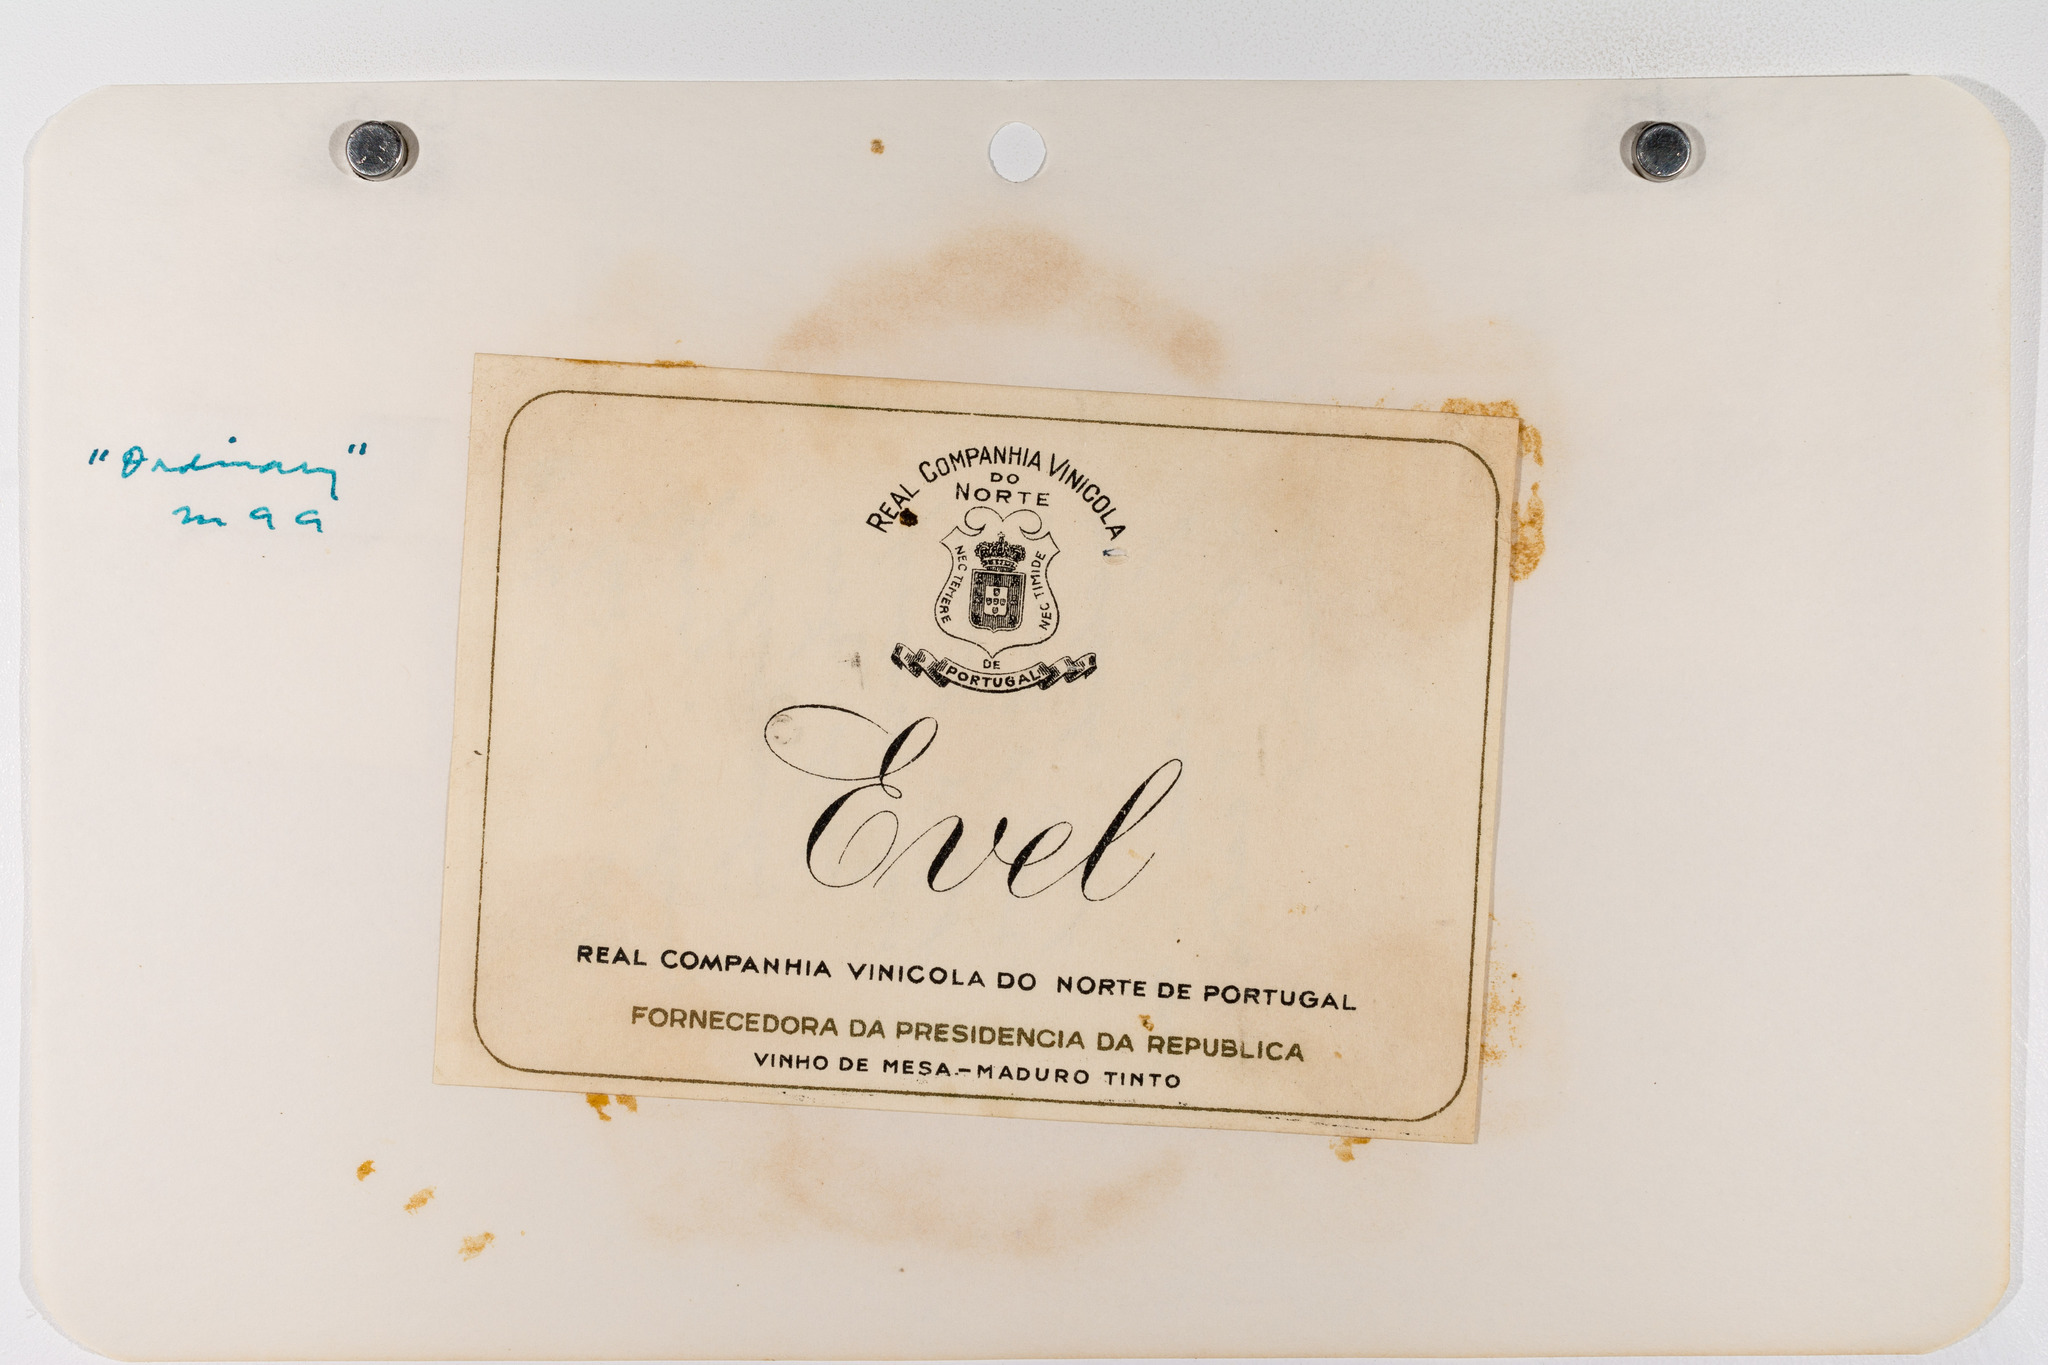 "Ordinary"
m a a
REAL COMPANHIA VINICOLA
DO
NORTE
NEC TEMERE
NEC TIMIDE
DE
PORTUGAL
Evel
REAL COMPANHIA VINICOLA DO NORTE DE PORTUGAL
FORNECEDORA DA PRESIDENCIA DA REPUBLICA
VINHO DE MESA.-MADURO TINTO